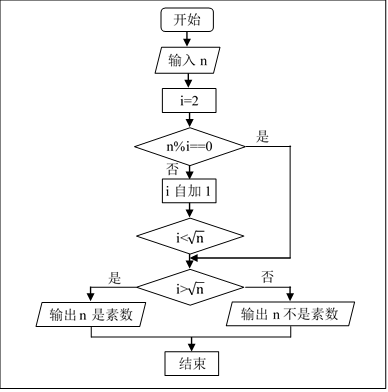 开始
输入 n
i=2
n%i==0
是
否
i 自加 1
i<√n
i>√n
是
否
输出 n 是素数
输出 n 不是素数
结束